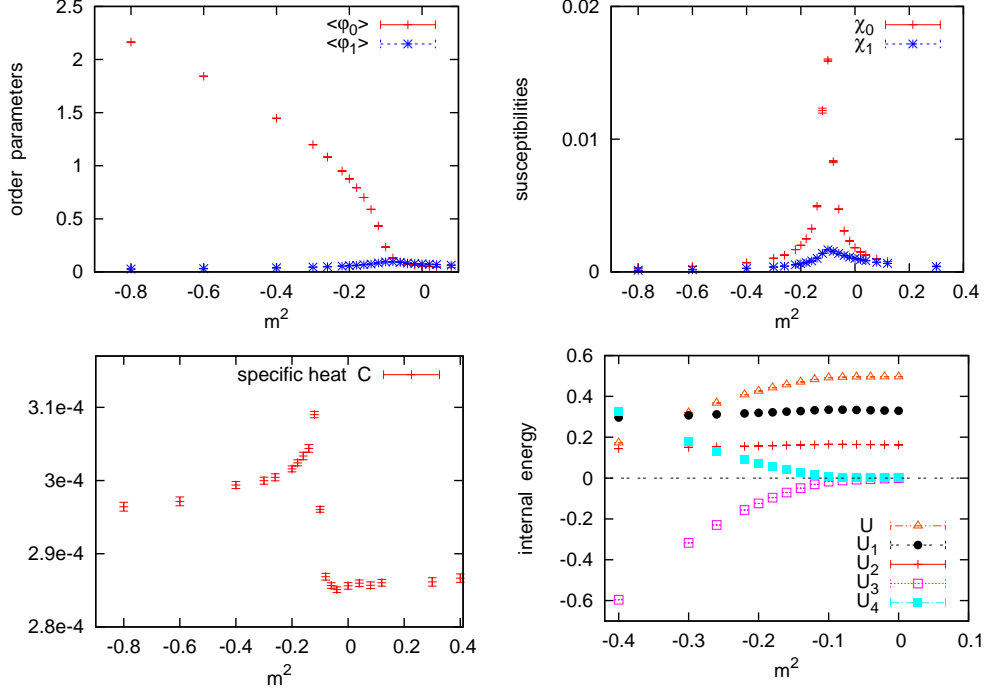 <φ₀>
<φ₁>
order parameters
2.5
2
1.5
1
0.5
0
-0.8 -0.6 -0.4 -0.2 0
m²
χ₀
χ₁
susceptibilities
0.02
0.01
0
-0.8 -0.6 -0.4 -0.2 0 0.2 0.4
m²
specific heat C
3.1e-4
3e-4
2.8e-4
2.8e-4
-0.8 -0.6 -0.4 -0.2 0 0.2 0.4
m²
internal energy
0.6
0.4
0.2
0
-0.2
-0.4
-0.6
U
U₁
U₂
U₃
U₄
-0.4 -0.3 -0.2 -0.1 0 0.1
m²